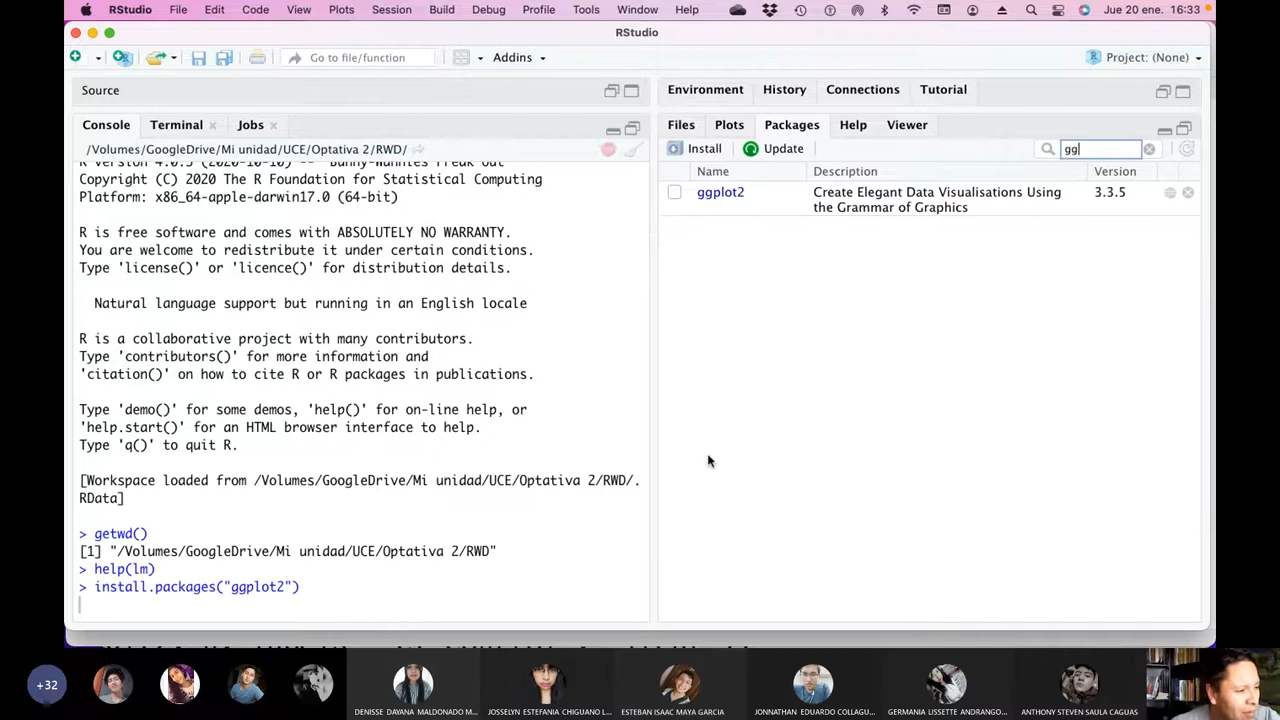 RStudio File Edit Code View Plots Session Build Debug Profile Tools Window Help Jue 20 ene. 16:33
RStudio
Go to file/function Addins Project: (None)
Source
Environment History Connections Tutorial
Console Terminal Jobs
Files Plots Packages Help Viewer
/Volumes/GoogleDrive/Mi unidad/UCE/Optativa 2/RWD/
Install Update gg
Name Description Version
ggplot2 Create Elegant Data Visualisations Using 3.3.5
the Grammar of Graphics
Copyright (C) 2020 The R Foundation for Statistical Computing
Platform: x86_64-apple-darwin17.0 (64-bit)
R is free software and comes with ABSOLUTELY NO WARRANTY.
You are welcome to redistribute it under certain conditions.
Type 'license()' or 'licence()' for distribution details.
Natural language support but running in an English locale
R is a collaborative project with many contributors.
Type 'contributors()' for more information and
'citation()' on how to cite R or R packages in publications.
Type 'demo()' for some demos, 'help()' for on-line help, or
'help.start()' for an HTML browser interface to help.
Type 'q()' to quit R.
[Workspace loaded from /Volumes/GoogleDrive/Mi unidad/UCE/Optativa 2/RWD/.
RData]
> getwd()
[1] "/Volumes/GoogleDrive/Mi unidad/UCE/Optativa 2/RWD"
> help(lm)
> install.packages("ggplot2")
+32
DENISSE DAYANA MALDONADO M...
JOSSELYN ESTEFANIA CHIGUANO L...
ESTEBAN ISAAC MAYA GARCIA
JONNATHAN EDUARDO COLLAGU...
GERMANIA LISSETTE ANDRANGO...
ANTHONY STEVEN SAULA CAGUAS